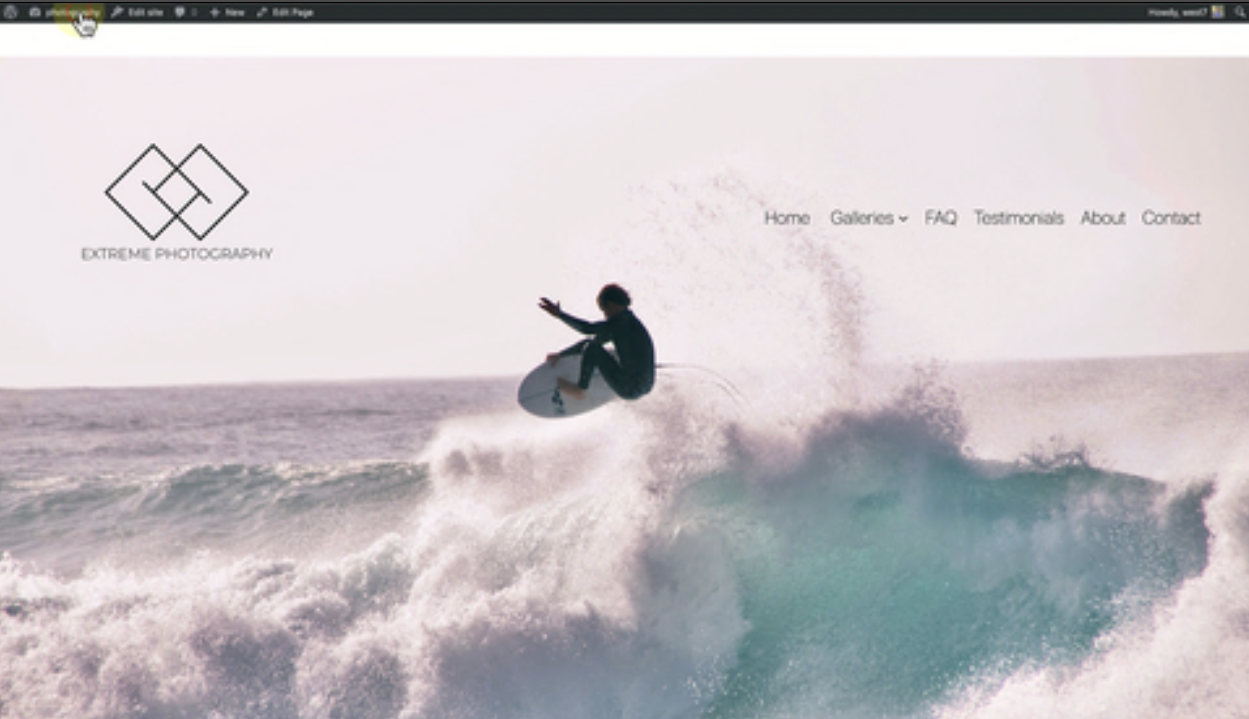 photography Edit site 0 + New Edit Page Howdy, west7
Home Galleries FAQ Testimonials About Contact
EXTREME PHOTOGRAPHY